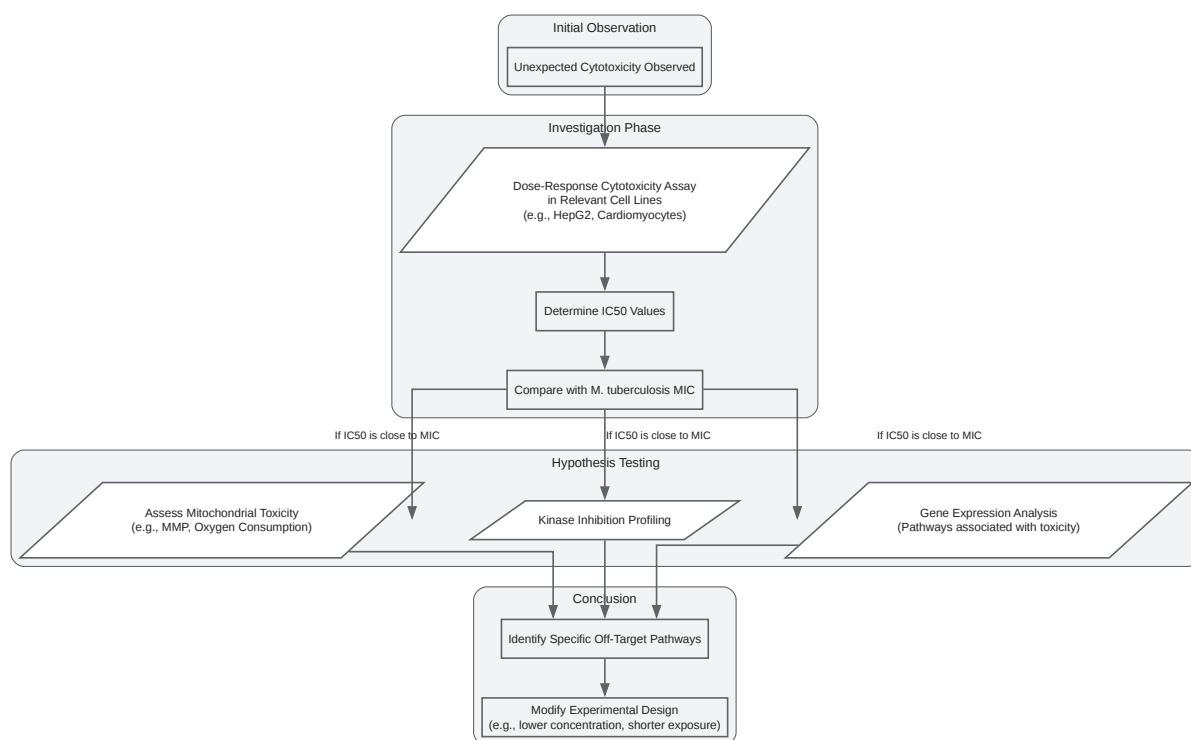 Initial Observation
Unexpected Cytotoxicity Observed
Investigation Phase
Dose-Response Cytotoxicity Assay
in Relevant Cell Lines
(e.g., HepG2, Cardiomyocytes)
Determine IC50 Values
Compare with M. tuberculosis MIC
If IC50 is close to MIC
If IC50 is close to MIC
If IC50 is close to MIC
Hypothesis Testing
Assess Mitochondrial Toxicity
(e.g., MMP, Oxygen Consumption)
Kinase Inhibition Profiling
Gene Expression Analysis
(Pathways associated with toxicity)
Conclusion
Identify Specific Off-Target Pathways
Modify Experimental Design
(e.g., lower concentration, shorter exposure)